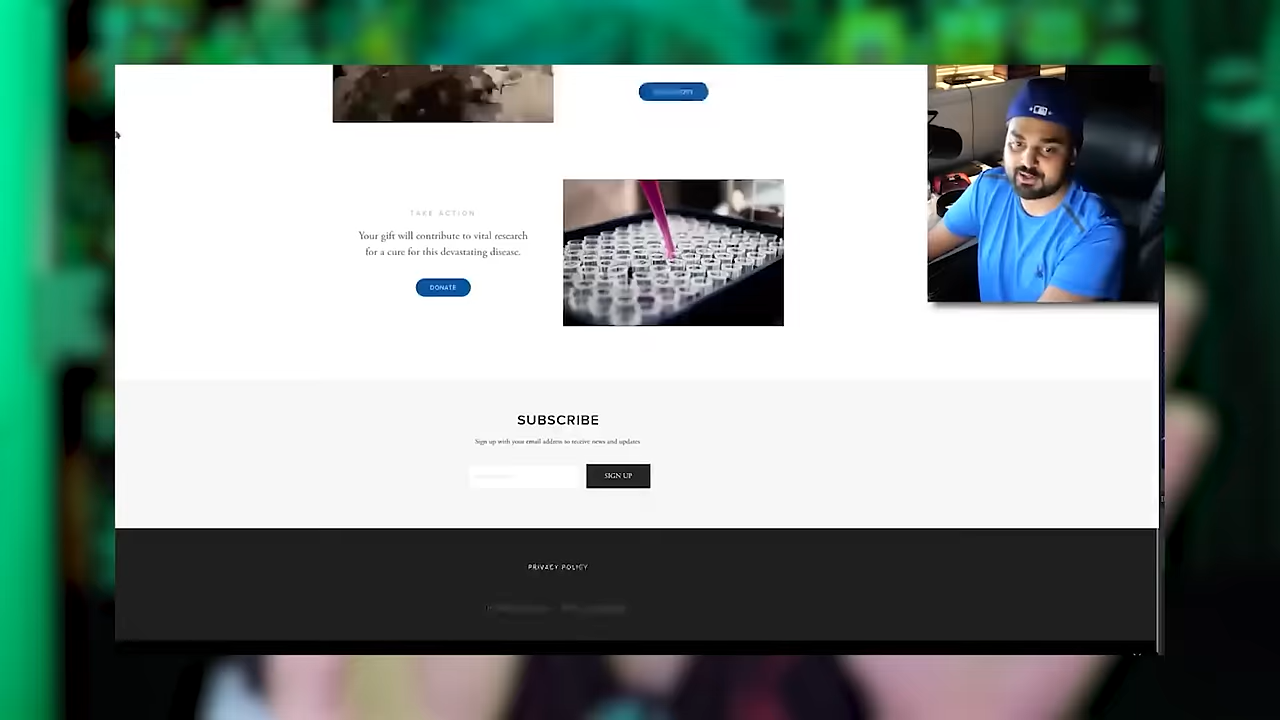 TAKE ACTION
Your gift will contribute to vital research
for a cure for this devastating disease.
DONATE
SUBSCRIBE
Sign up with your email address to receive news and updates
SIGN UP
PRIVACY POLICY